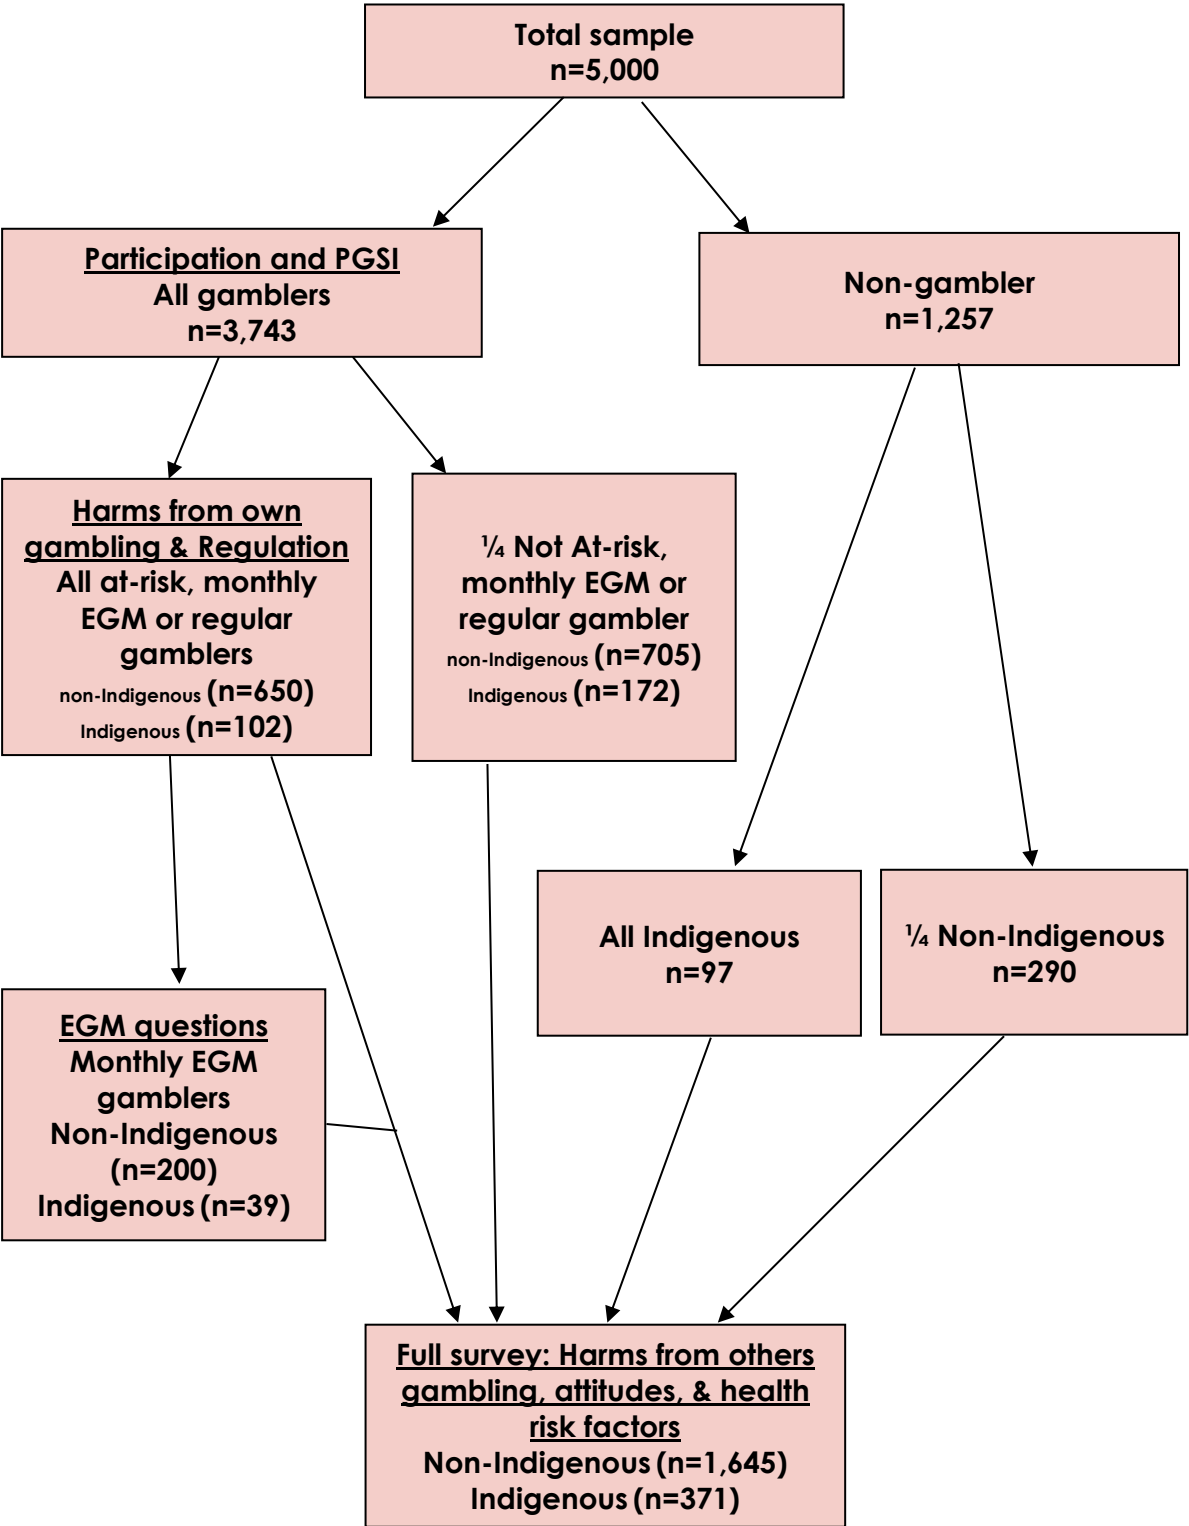 Total sample
n=5,000
Participation and PGSI
All gamblers
n=3,743
Non-gambler
n=1,257
Harms from own
gambling & Regulation
All at-risk, monthly
EGM or regular
gamblers
non-Indigenous (n=650)
Indigenous (n=102)
¼ Not At-risk,
monthly EGM or
regular gambler
non-Indigenous (n=705)
Indigenous (n=172)
All Indigenous
n=97
¼ Non-Indigenous
n=290
EGM questions
Monthly EGM
gamblers
Non-Indigenous
(n=200)
Indigenous (n=39)
Full survey: Harms from others
gambling, attitudes, & health
risk factors
Non-Indigenous (n=1,645)
Indigenous (n=371)